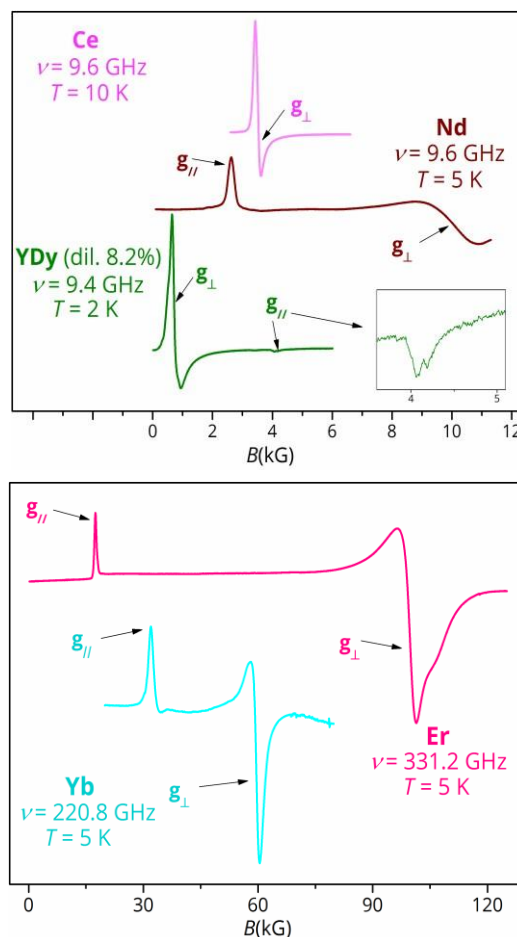 Ce
ν = 9.6 GHz
T = 10 K
g⊥
Nd
ν = 9.6 GHz
T = 5 K
g//
g⊥
YDy (dil. 8.2%)
ν = 9.4 GHz
T = 2 K
g⊥
g//
4 5
0 2 4 6 8 10 12
B(kG)
g//
g//
g⊥
Er
ν = 331.2 GHz
T = 5 K
Yb
ν = 220.8 GHz
T = 5 K
g⊥
0 30 60 90 120
B(kG)